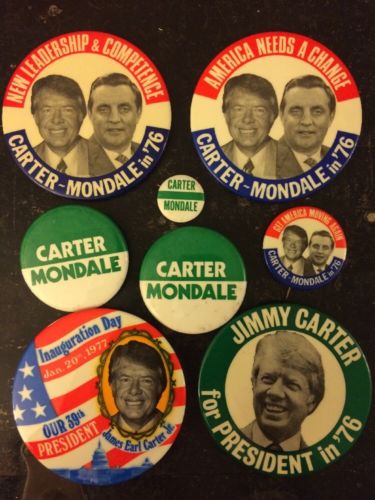 NEW LEADERSHIP & COMPETENCE
CARTER-MONDALE in '76
AMERICA NEEDS A CHANGE
CARTER-MONDALE in '76
CARTER
MONDALE
CARTER
MONDALE
CARTER
MONDALE
GET AMERICA MOVING AGAIN
CARTER-MONDALE in '76
Inauguration Day
Jan. 20th, 1977
OUR 39th
PRESIDENT
James Earl Carter Jr.
JIMMY CARTER
for PRESIDENT in '76